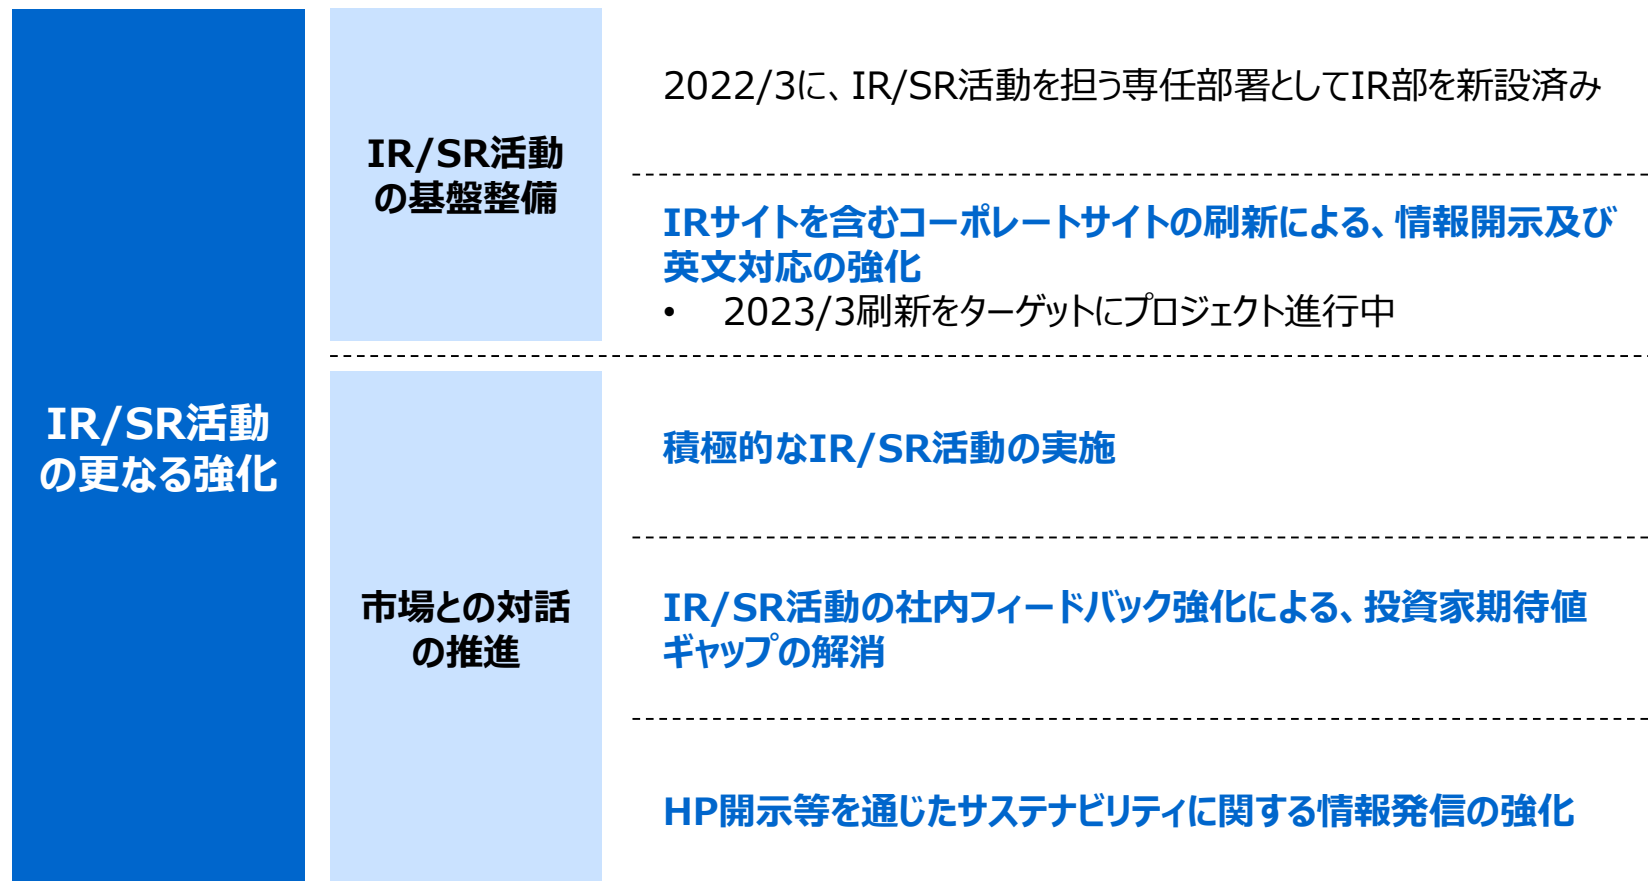 IR/SR活動
の更なる強化
IR/SR活動
の基盤整備
2022/3に、IR/SR活動を担う専任部署としてIR部を新設済み
IRサイトを含むコーポレートサイトの刷新による、情報開示及び
英文対応の強化
• 2023/3刷新をターゲットにプロジェクト進行中
市場との対話
の推進
積極的なIR/SR活動の実施
IR/SR活動の社内フィードバック強化による、投資家期待値
ギャップの解消
HP開示等を通じたサステナビリティに関する情報発信の強化